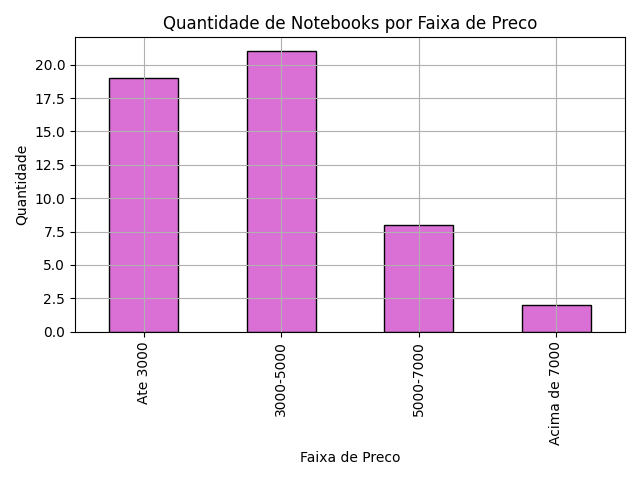 Quantidade de Notebooks por Faixa de Preco
20.0
17.5
15.0
12.5
10.0
7.5
5.0
2.5
0.0
Quantidade
Ate 3000
3000-5000
5000-7000
Acima de 7000
Faixa de Preco